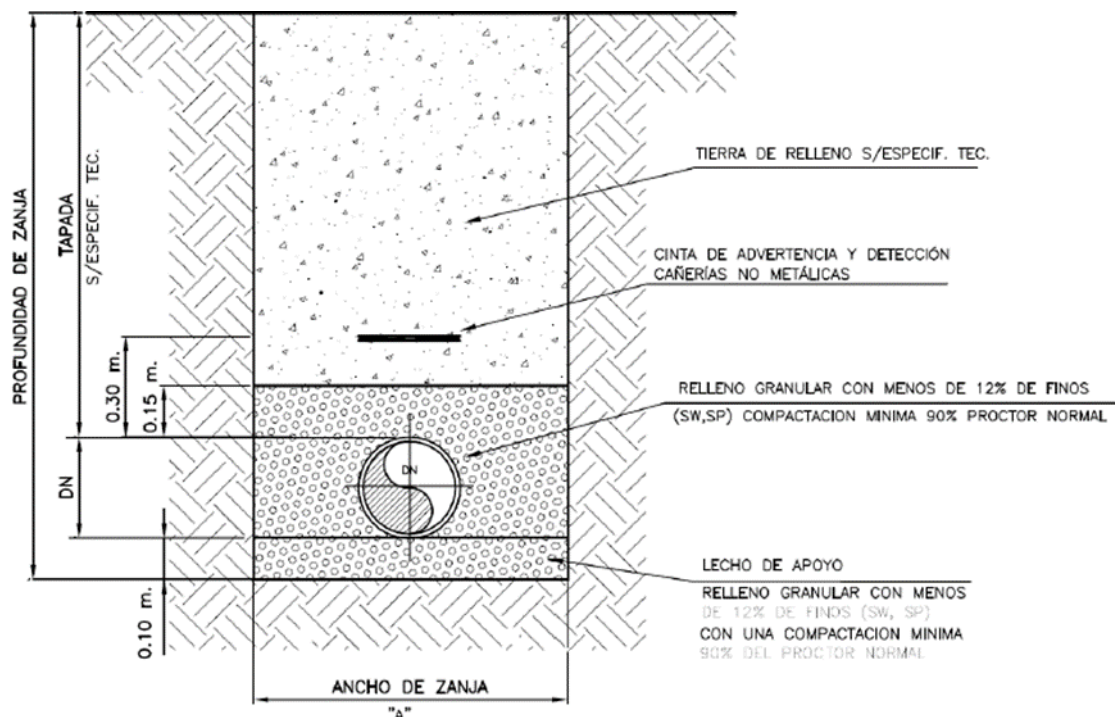 PROFUNDIDAD DE ZANJA
TAPADA
S/ESPECIF. TEC.
0.30 m.
0.15 m.
DN
0.10 m.
DN
TIERRA DE RELLENO S/ESPECIF. TEC.
CINTA DE ADVERTENCIA Y DETECCIÓN
CAÑERÍAS NO METÁLICAS
RELLENO GRANULAR CON MENOS DE 12% DE FINOS
(SW,SP) COMPACTACION MINIMA 90% PROCTOR NORMAL
LECHO DE APOYO
RELLENO GRANULAR CON MENOS
DE 12% DE FINOS (SW, SP)
CON UNA COMPACTACION MINIMA
90% DEL PROCTOR NORMAL
ANCHO DE ZANJA
"A"